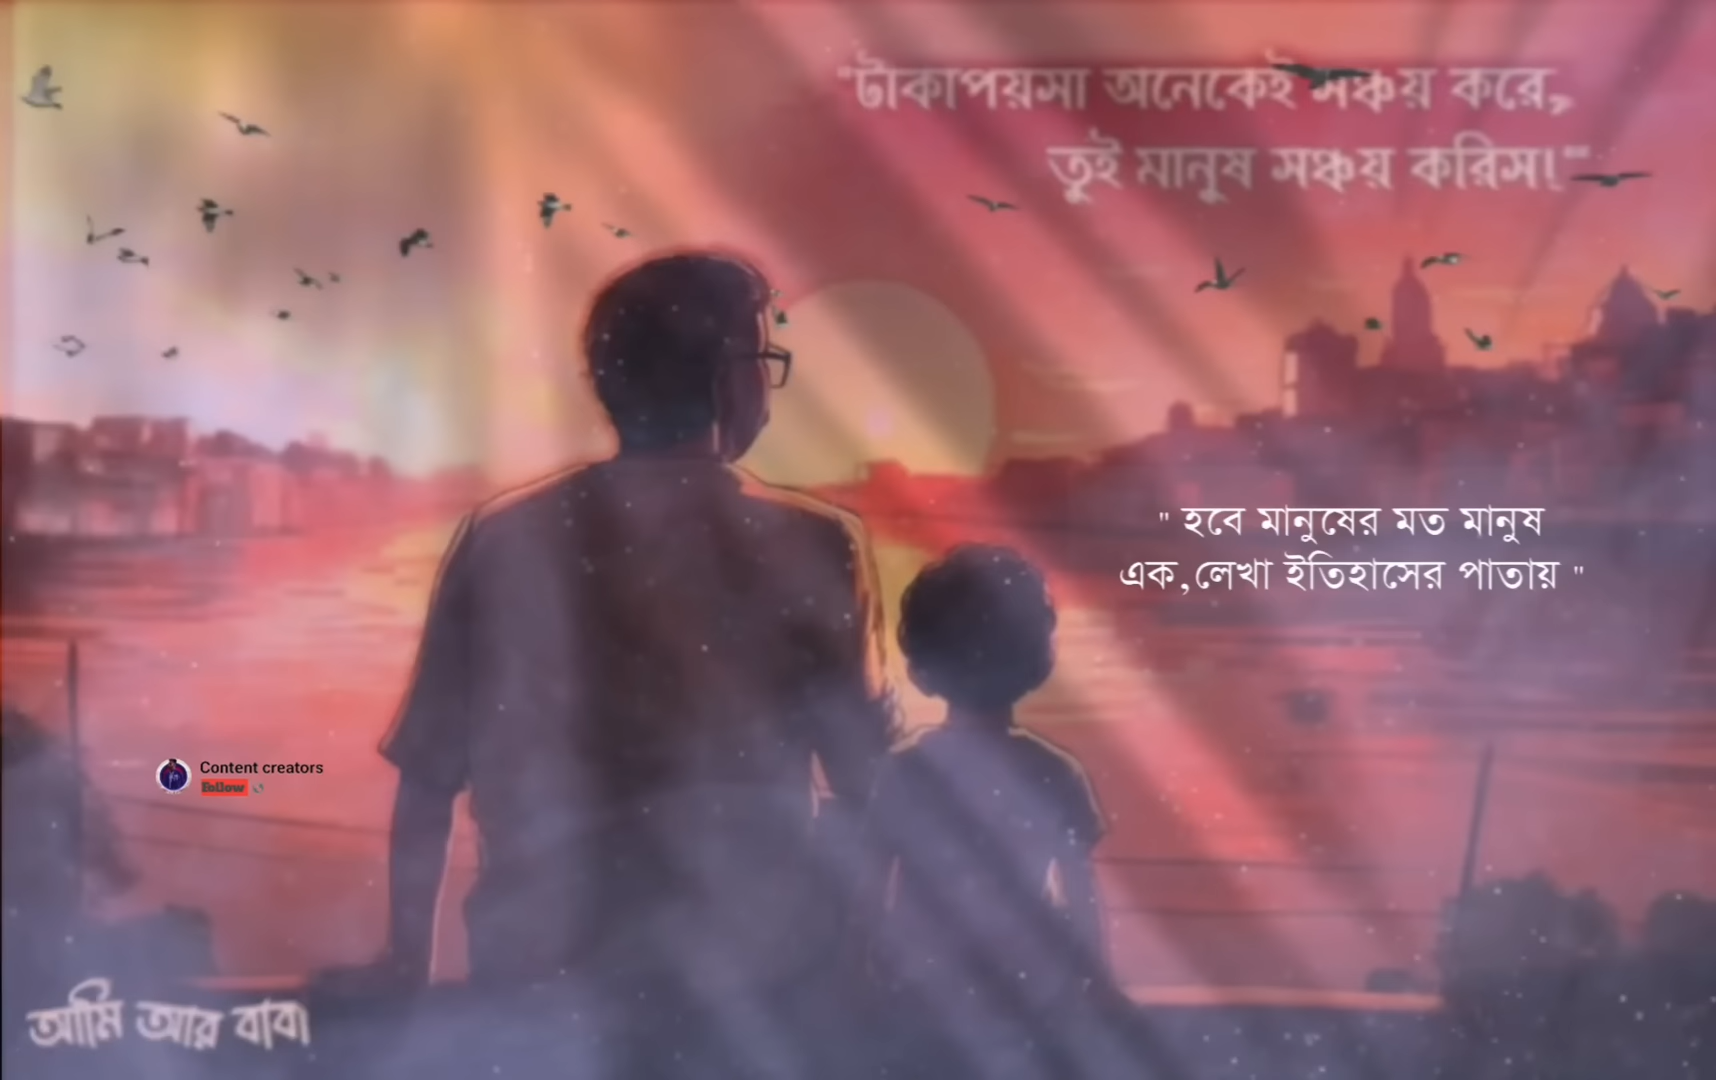 "টাকাপয়সা অনেকেই সঞ্চয় করে,
তুই মানুষ সঞ্চয় করিস।"
" হবে মানুষের মত মানুষ
এক,লেখা ইতিহাসের পাতায় "
Content creators
Follow
আমি আর বাবা